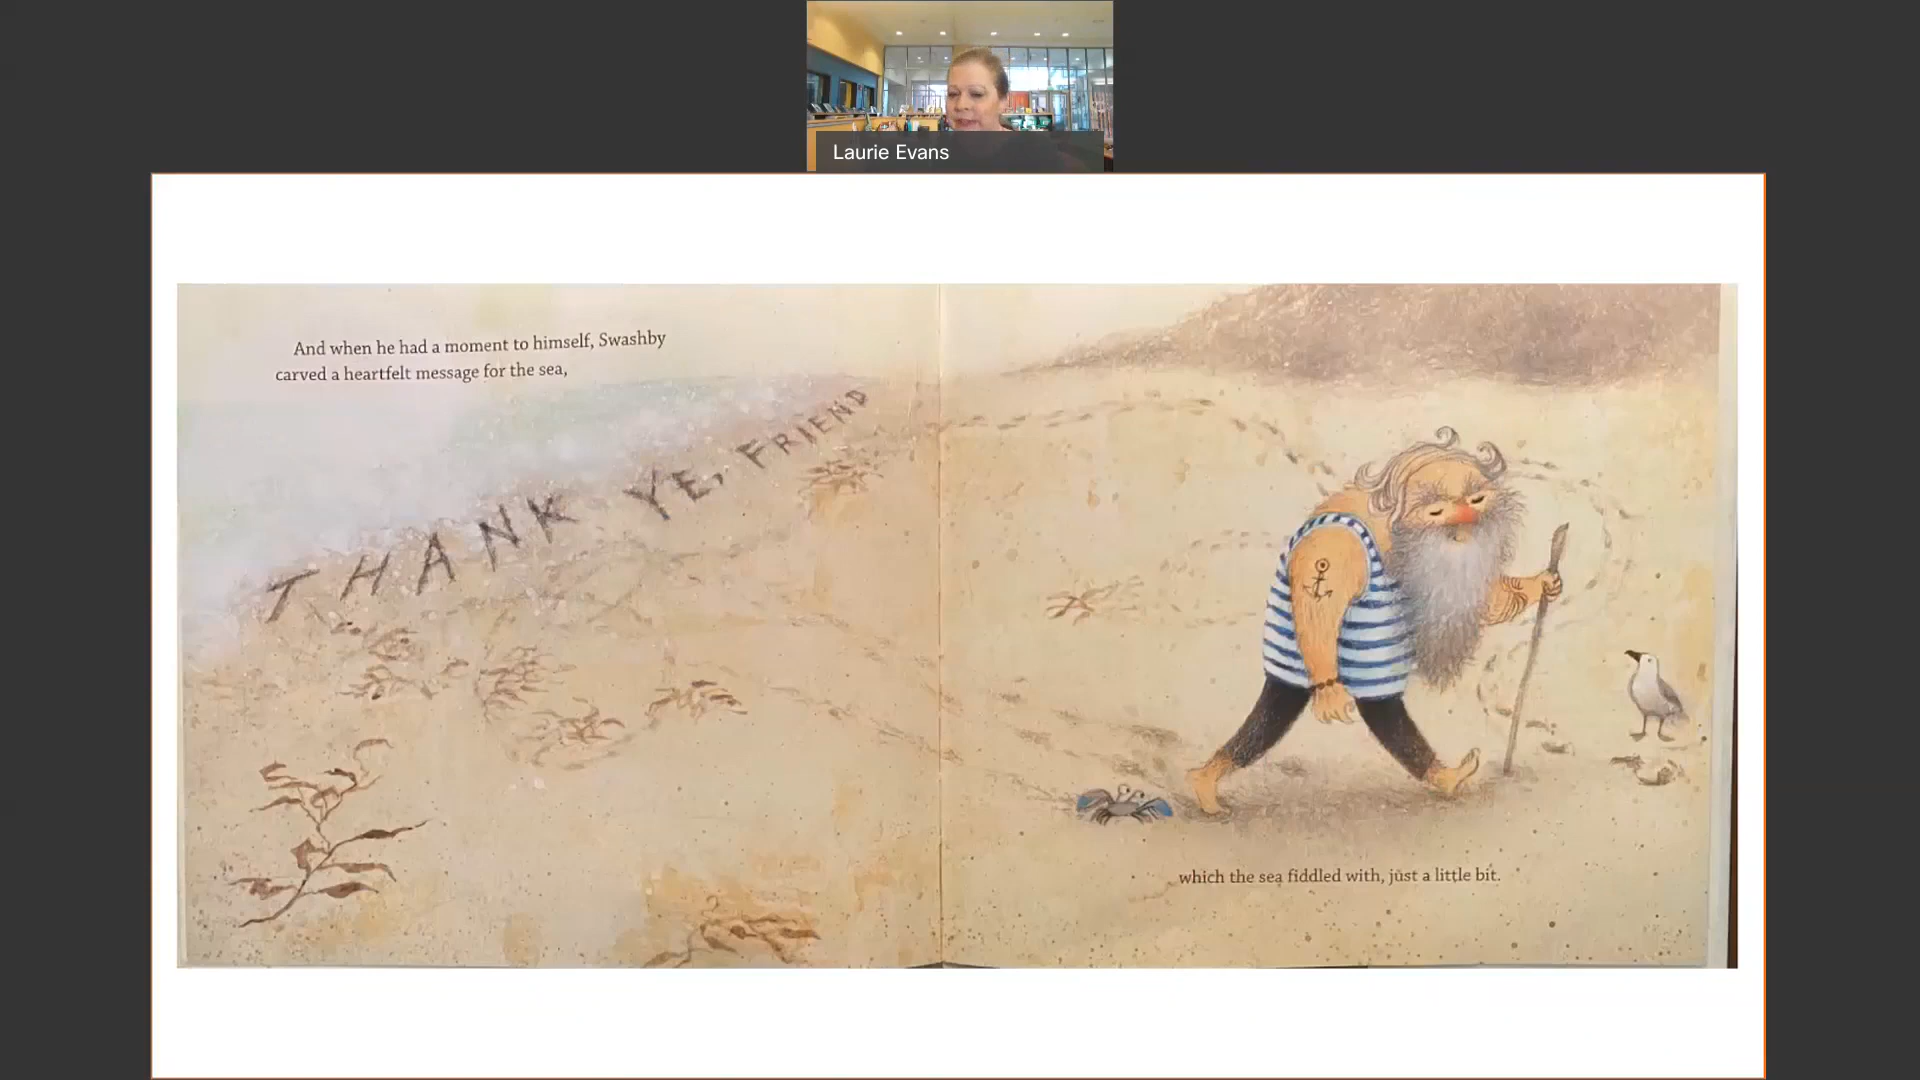 Laurie Evans
And when he had a moment to himself, Swashby
carved a heartfelt message for the sea,
THANK YE, FRIEND
which the sea fiddled with, just a little bit.